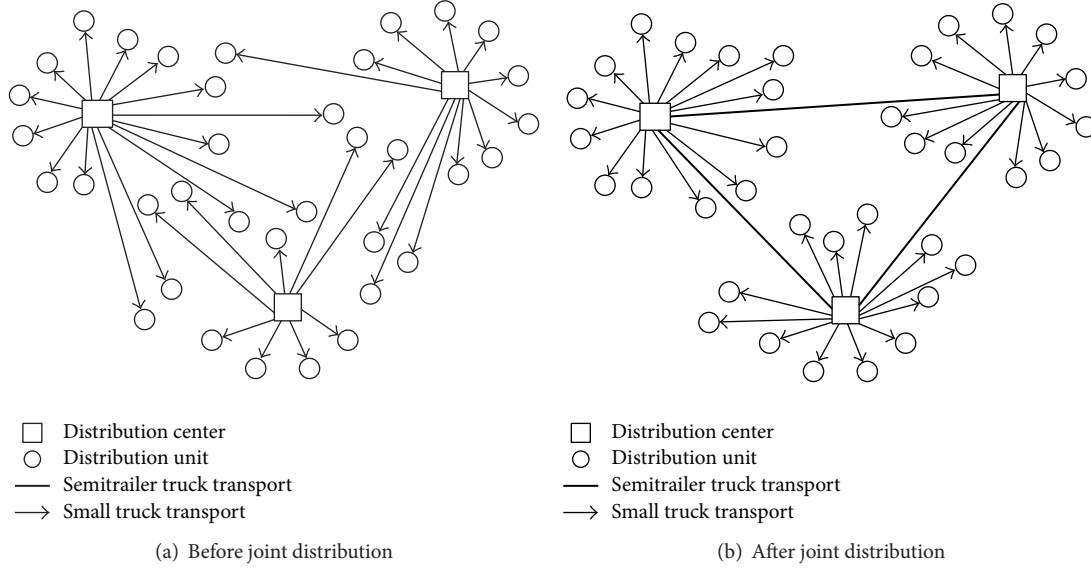 Distribution center
Distribution unit
Semitrailer truck transport
Small truck transport
(a) Before joint distribution
Distribution center
Distribution unit
Semitrailer truck transport
Small truck transport
(b) After joint distribution